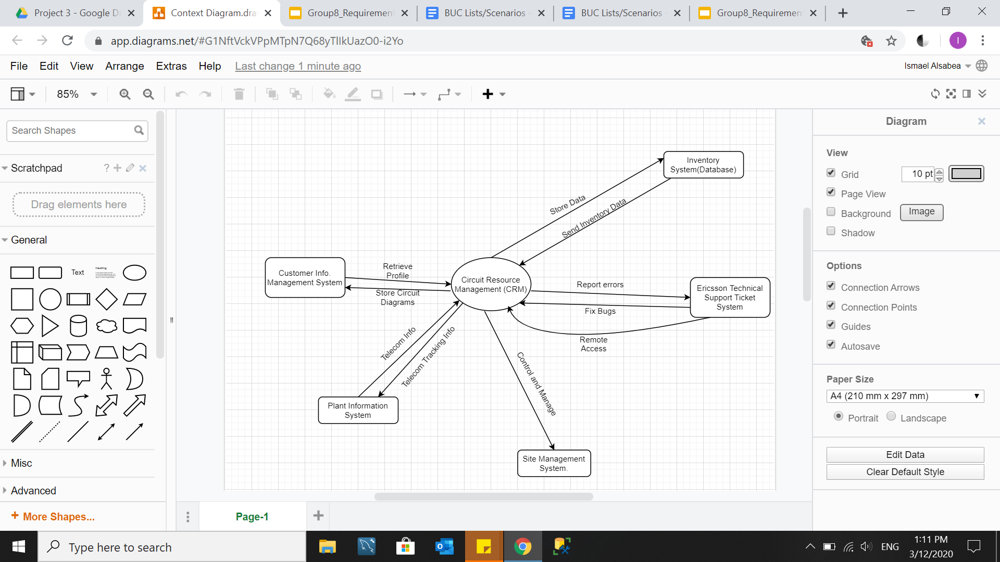 Project 3 - Google D
Context Diagram.dra
Group8_Requirement
BUC Lists/Scenarios -
BUC Lists/Scenarios -
Group8_Requiremen
app.diagrams.net/#G1NftVckVPpMTpN7Q68yTlIkUazO0-i2Yo
I
File Edit View Arrange Extras Help Last change 1 minute ago
Ismael Alsabea
85%
Search Shapes
Scratchpad
?
Drag elements here
General
Text
Heading
Misc
Advanced
+ More Shapes...
Inventory
System(Database)
Store Data
Send Inventory Data
Customer Info.
Management System
Retrieve
Profile
Store Circuit
Diagrams
Circuit Resource
Management (CRM)
Report errors
Fix Bugs
Ericsson Technical
Support Ticket
System
Remote
Access
Telecom Info
Telecom Tracking Info
Control and Manage
Plant Information
System
Site Management
System.
Page-1
Diagram
View
Grid
10 pt
Page View
Background
Image
Shadow
Options
Connection Arrows
Connection Points
Guides
Autosave
Paper Size
A4 (210 mm x 297 mm)
Portrait Landscape
Edit Data
Clear Default Style
Type here to search
ENG
1:11 PM
3/12/2020